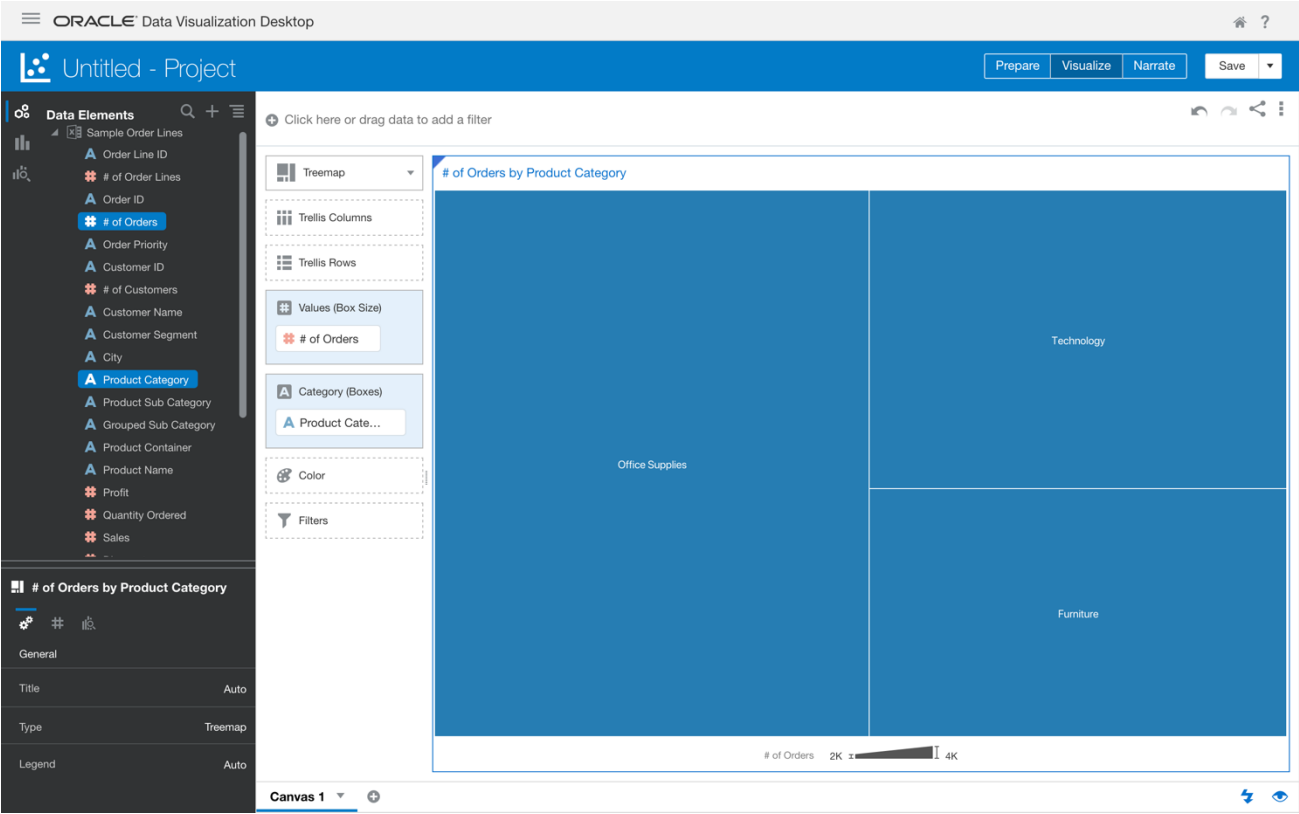 ORACLE Data Visualization Desktop
?
Untitled - Project
Prepare
Visualize
Narrate
Save
Data Elements
Sample Order Lines
A Order Line ID
# # of Order Lines
A Order ID
# # of Orders
A Order Priority
A Customer ID
# # of Customers
A Customer Name
A Customer Segment
A City
A Product Category
A Product Sub Category
A Grouped Sub Category
A Product Container
A Product Name
# Profit
# Quantity Ordered
# Sales
# of Orders by Product Category
General
Title Auto
Type Treemap
Legend Auto
Click here or drag data to add a filter
Treemap
Trellis Columns
Trellis Rows
# Values (Box Size)
# # of Orders
A Category (Boxes)
A Product Cate...
Color
Filters
# of Orders by Product Category
Office Supplies
Technology
Furniture
# of Orders 2K 4K
Canvas 1